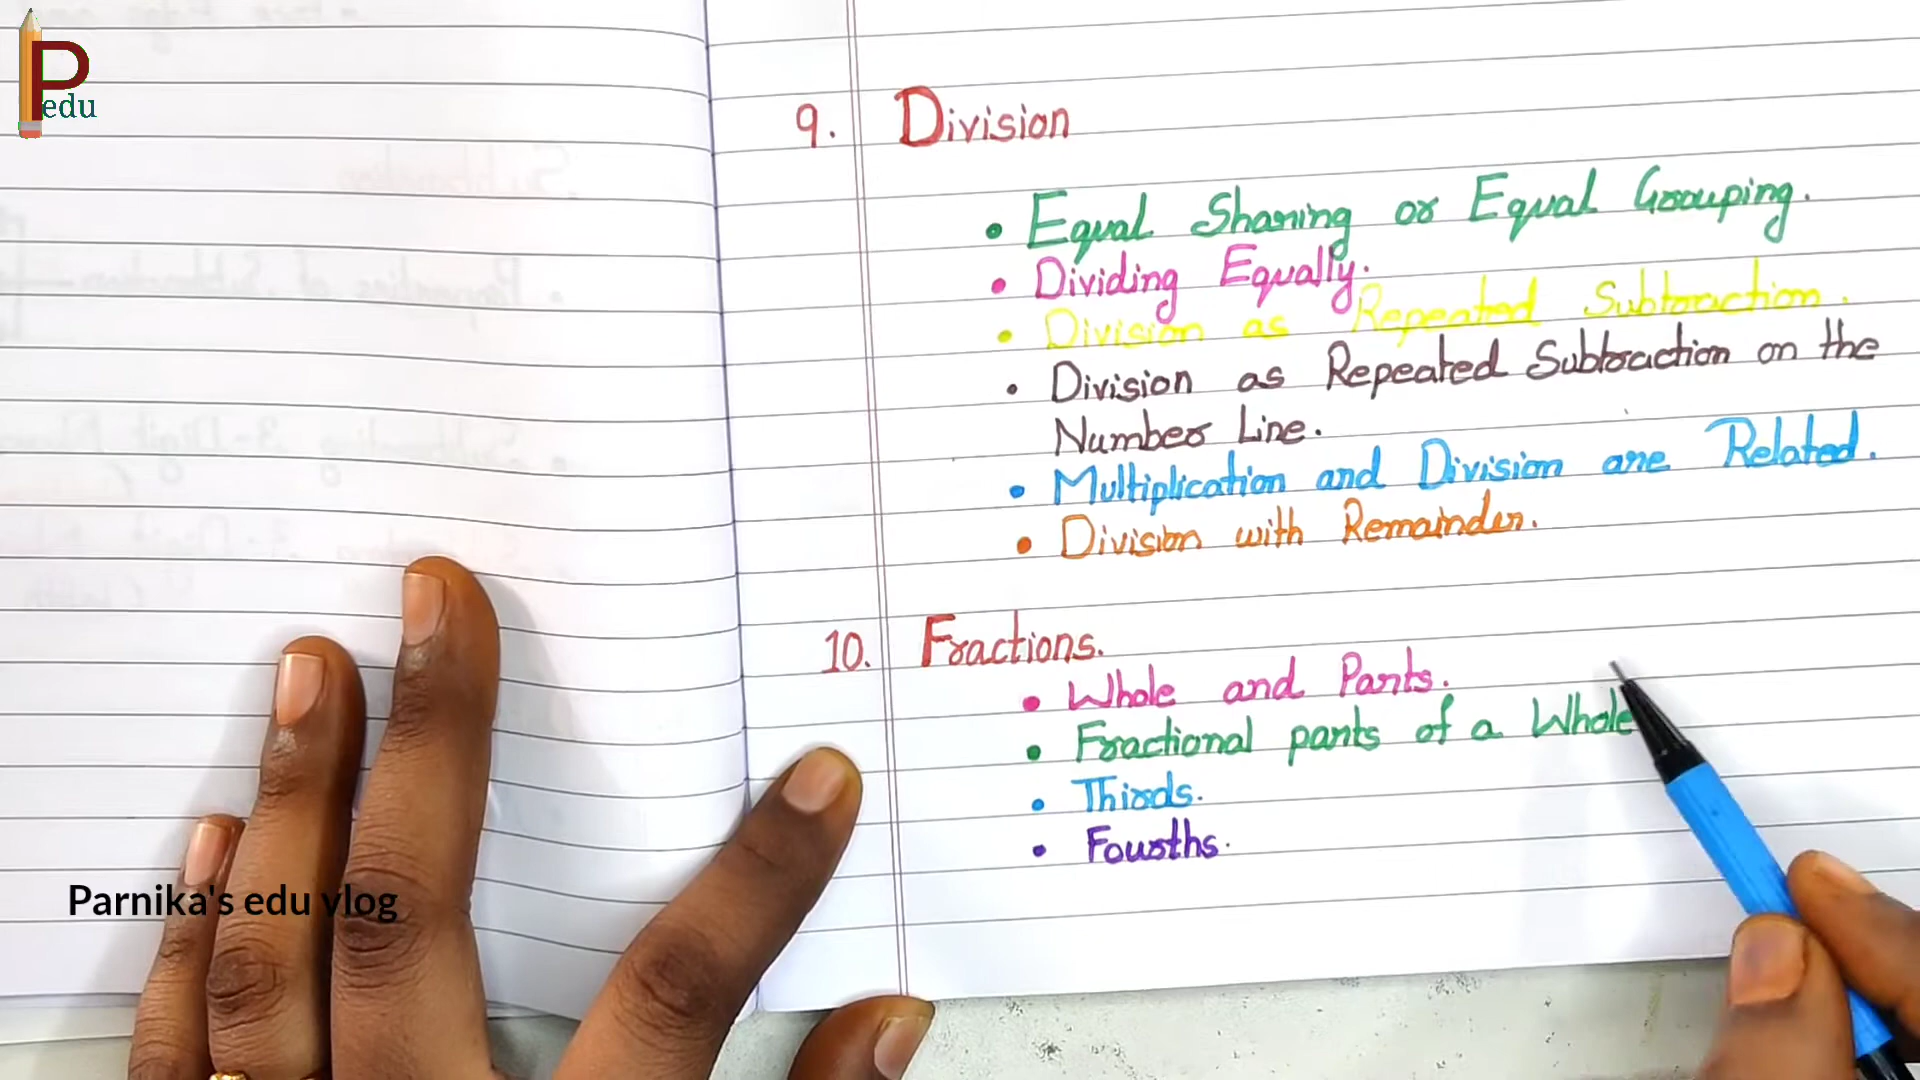 P
edu
9. Division
• Equal Sharing or Equal Grouping.
• Dividing Equally.
• Division as Repeated Subtraction.
• Division as Repeated Subtraction on the
Number Line.
• Multiplication and Division are Related.
• Division with Remainder.
10. Fractions.
• Whole and Parts.
• Fractional parts of a Whole
• Thirds.
• Fourths.
Parnika's edu vlog